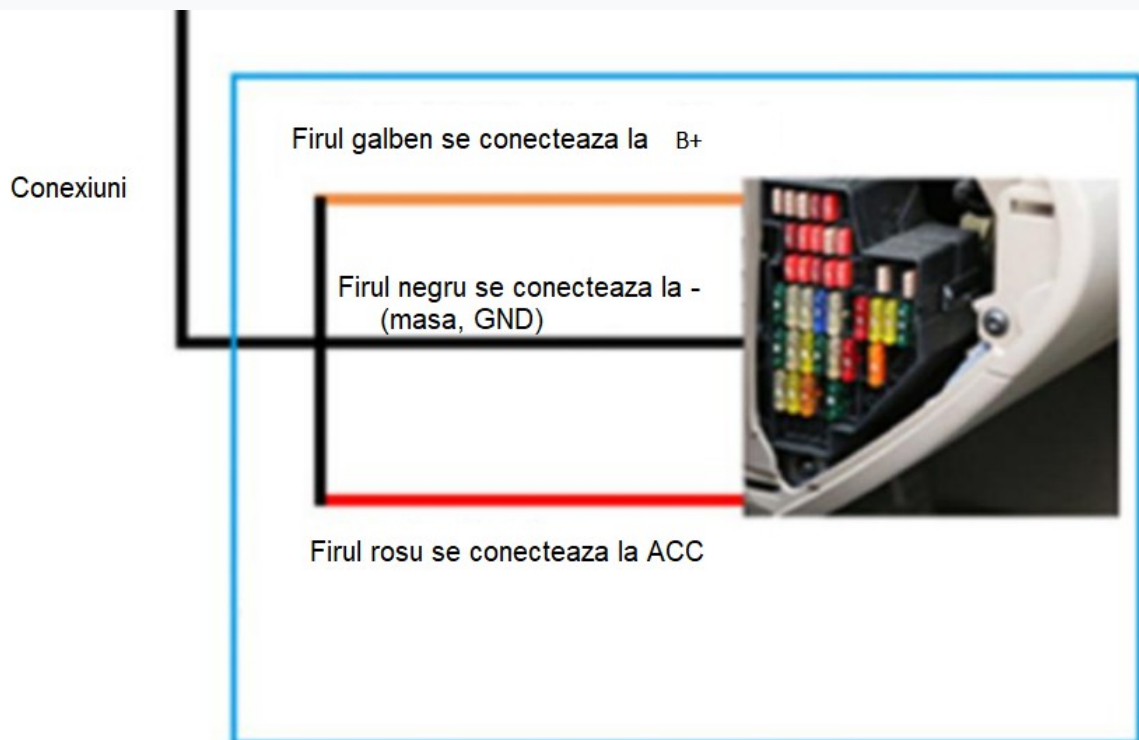 Firul galben se conecteaza la B+
Conexiuni
Firul negru se conecteaza la -
(masa, GND)
Firul rosu se conecteaza la ACC